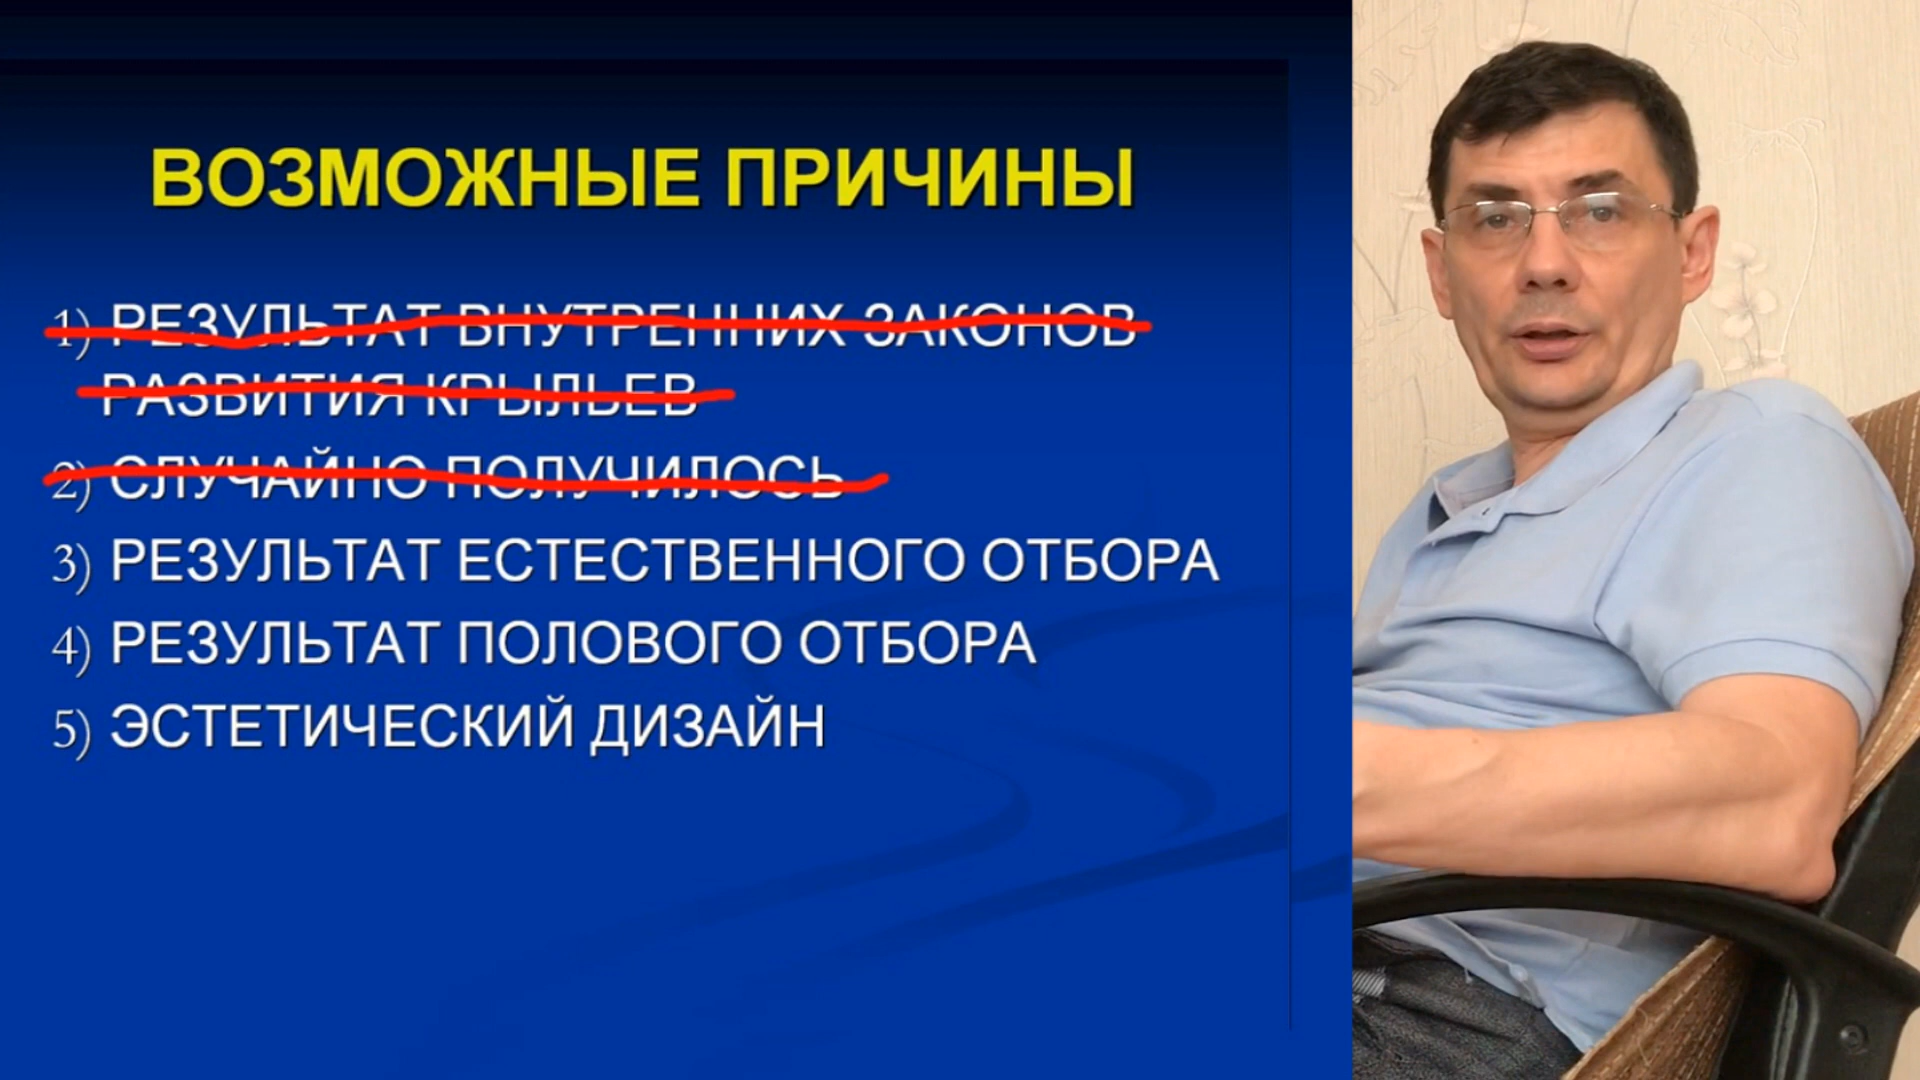 ВОЗМОЖНЫЕ ПРИЧИНЫ
1) РЕЗУЛЬТАТ ВНУТРЕННИХ ЗАКОНОВ
РАЗВИТИЯ КРЫЛЬЕВ
2) СЛУЧАЙНО ПОЛУЧИЛОСЬ
3) РЕЗУЛЬТАТ ЕСТЕСТВЕННОГО ОТБОРА
4) РЕЗУЛЬТАТ ПОЛОВОГО ОТБОРА
5) ЭСТЕТИЧЕСКИЙ ДИЗАЙН